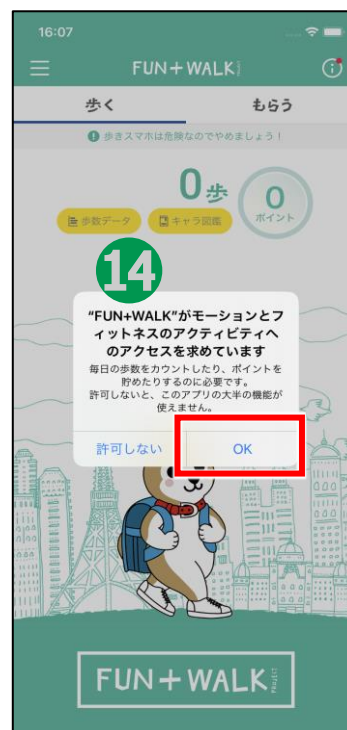 16:07
FUN+WALK PROJECT
歩く
もらう
歩きスマホは危険なのでやめましょう!
0歩
0
ポイント
歩数データ
キャラ図鑑
14
“FUN+WALK”がモーションとフ
ィットネスのアクティビティへ
のアクセスを求めています
毎日の歩数をカウントしたり、ポイントを
貯めたりするのに必要です。
許可しないと、このアプリの大半の機能が
使えません。
許可しない
OK
FUN+WALK PROJECT